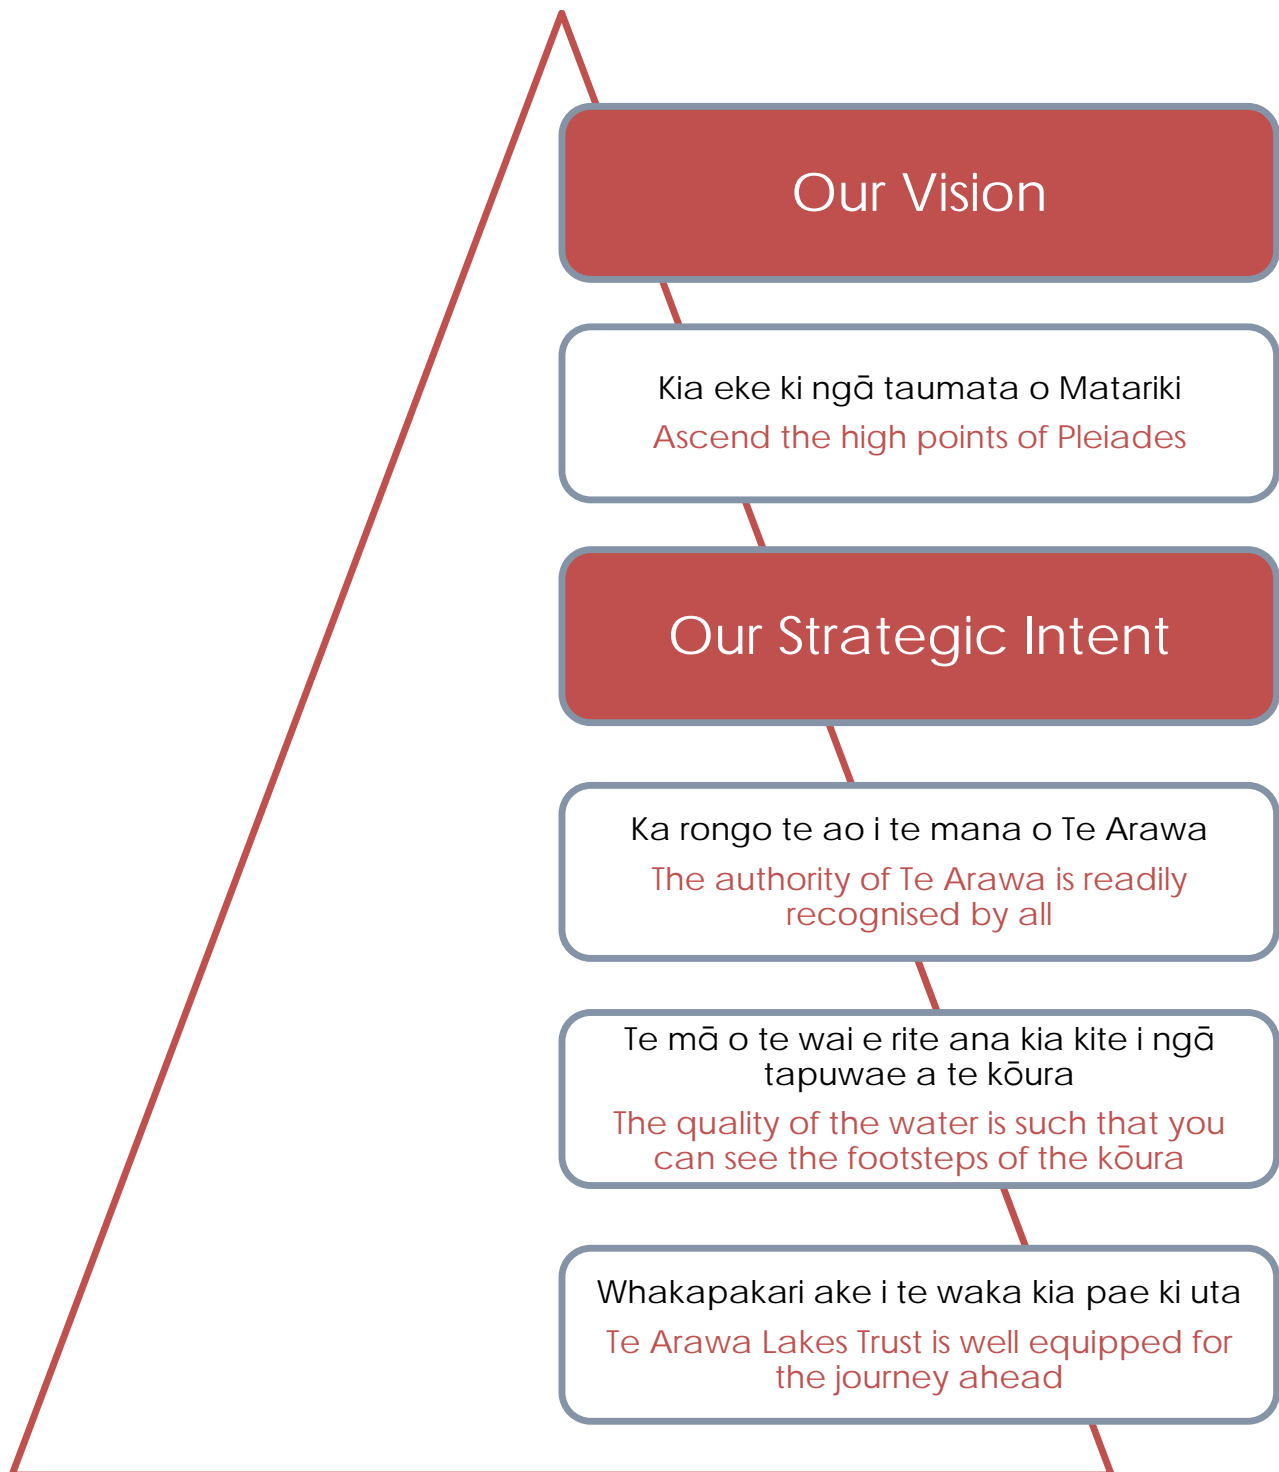 Our Vision
Kia eke ki ngā taumata o Matariki
Ascend the high points of Pleiades
Our Strategic Intent
Ka rongo te ao i te mana o Te Arawa
The authority of Te Arawa is readily
recognised by all
Te mā o te wai e rite ana kia kite i ngā
tapuwae a te kōura
The quality of the water is such that you
can see the footsteps of the kōura
Whakapakari ake i te waka kia pae ki uta
Te Arawa Lakes Trust is well equipped for
the journey ahead